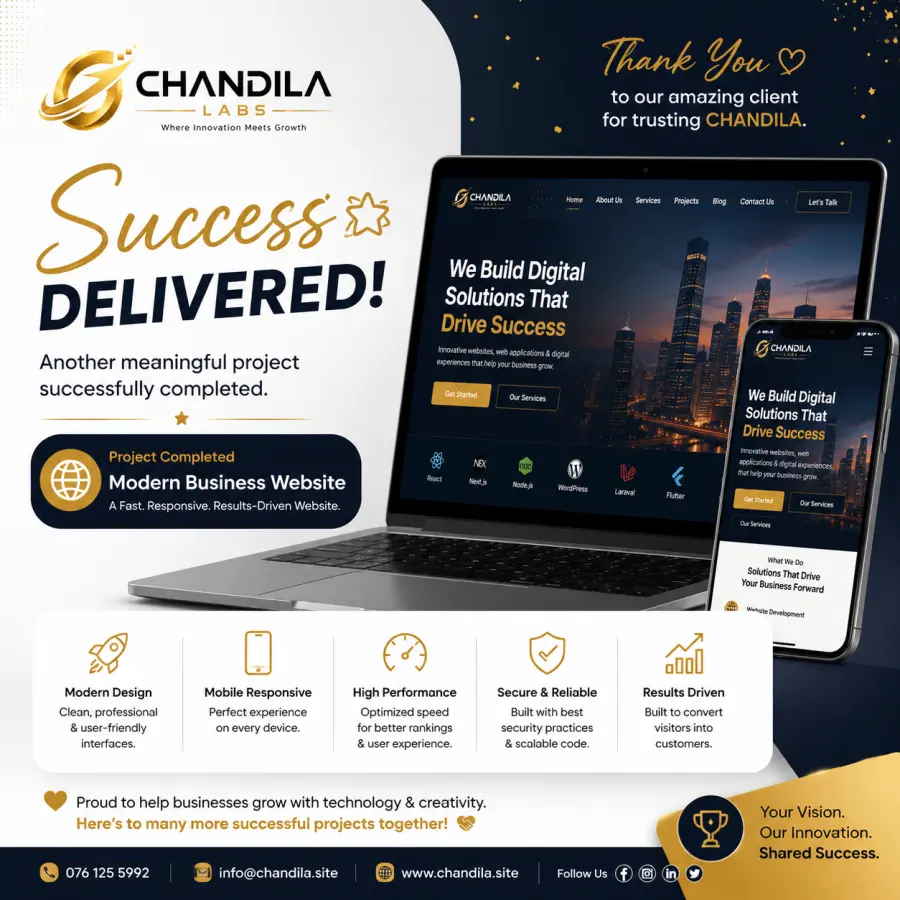 CHANDILA
LABS
Where Innovation Meets Growth
Thank You
to our amazing client
for trusting CHANDILA.
Success
DELIVERED!
Another meaningful project
successfully completed.
Project Completed
Modern Business Website
A Fast. Responsive. Results-Driven Website.
CHANDILA
LABS
Home About Us Services Projects Blog Contact Us Let's Talk
We Build Digital
Solutions That
Drive Success
Innovative websites, web applications & digital
experiences that help your business grow.
Get Started Our Services
React Next.js Node.js WordPress Laravel Flutter
NEX
CHANDILA
LABS
We Build Digital
Solutions That
Drive Success
Innovative websites, web
applications & digital experiences
that help your business grow.
Get Started Our Services
Our Services
What We Do
Solutions That Drive
Your Business Forward
Website Development
Modern Design
Clean, professional
& user-friendly
interfaces.
Mobile Responsive
Perfect experience
on every device.
High Performance
Optimized speed
for better rankings
& user experience.
Secure & Reliable
Built with best
security practices
& scalable code.
Results Driven
Built to convert
visitors into
customers.
Proud to help businesses grow with technology & creativity.
Here's to many more successful projects together!
Your Vision.
Our Innovation.
Shared Success.
076 125 5992 info@chandila.site www.chandila.site Follow Us